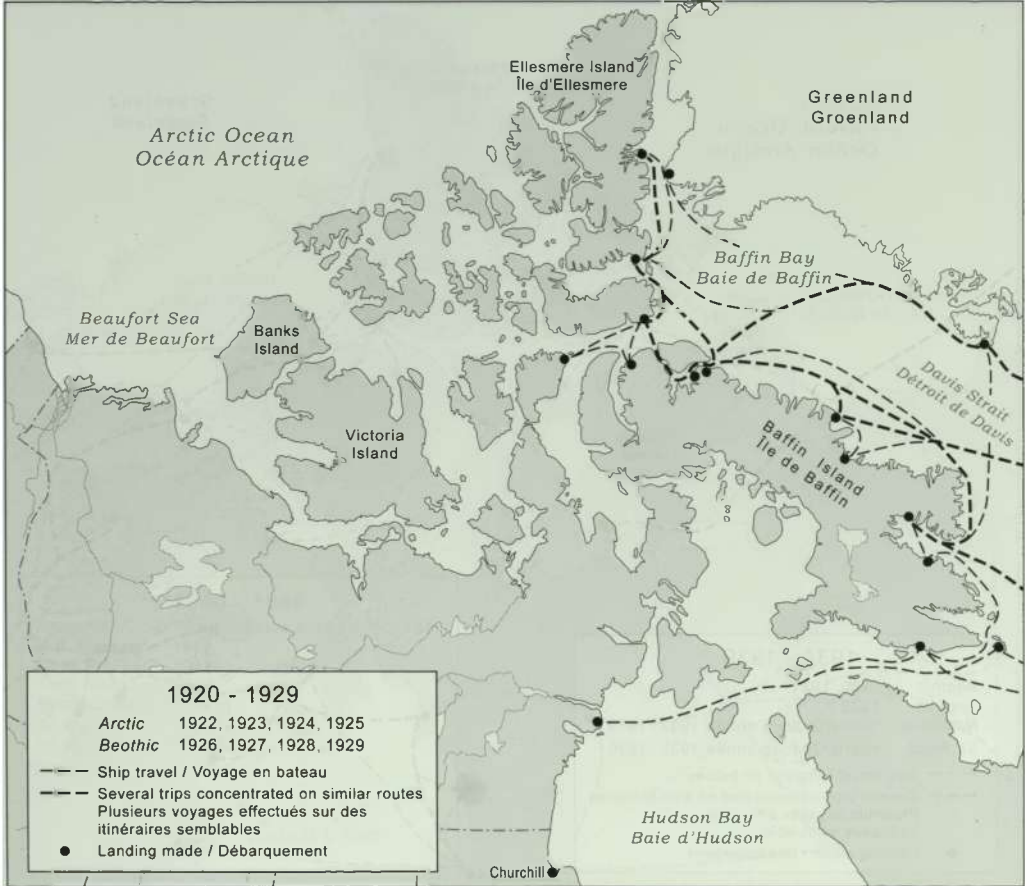 Ellesmere Island
Île d'Ellesmere
Greenland
Groenland
Arctic Ocean
Océan Arctique
Baffin Bay
Baie de Baffin
Beaufort Sea
Mer de Beaufort
Banks
Island
Davis Strait
Détroit de Davis
Victoria
Island
Baffin Island
Île de Baffin
1920 - 1929
Arctic 1922, 1923, 1924, 1925
Beothic 1926, 1927, 1928, 1929
Ship travel / Voyage en bateau
Several trips concentrated on similar routes
Plusieurs voyages effectués sur des
itinéraires semblables
Landing made / Débarquement
Hudson Bay
Baie d'Hudson
Churchill